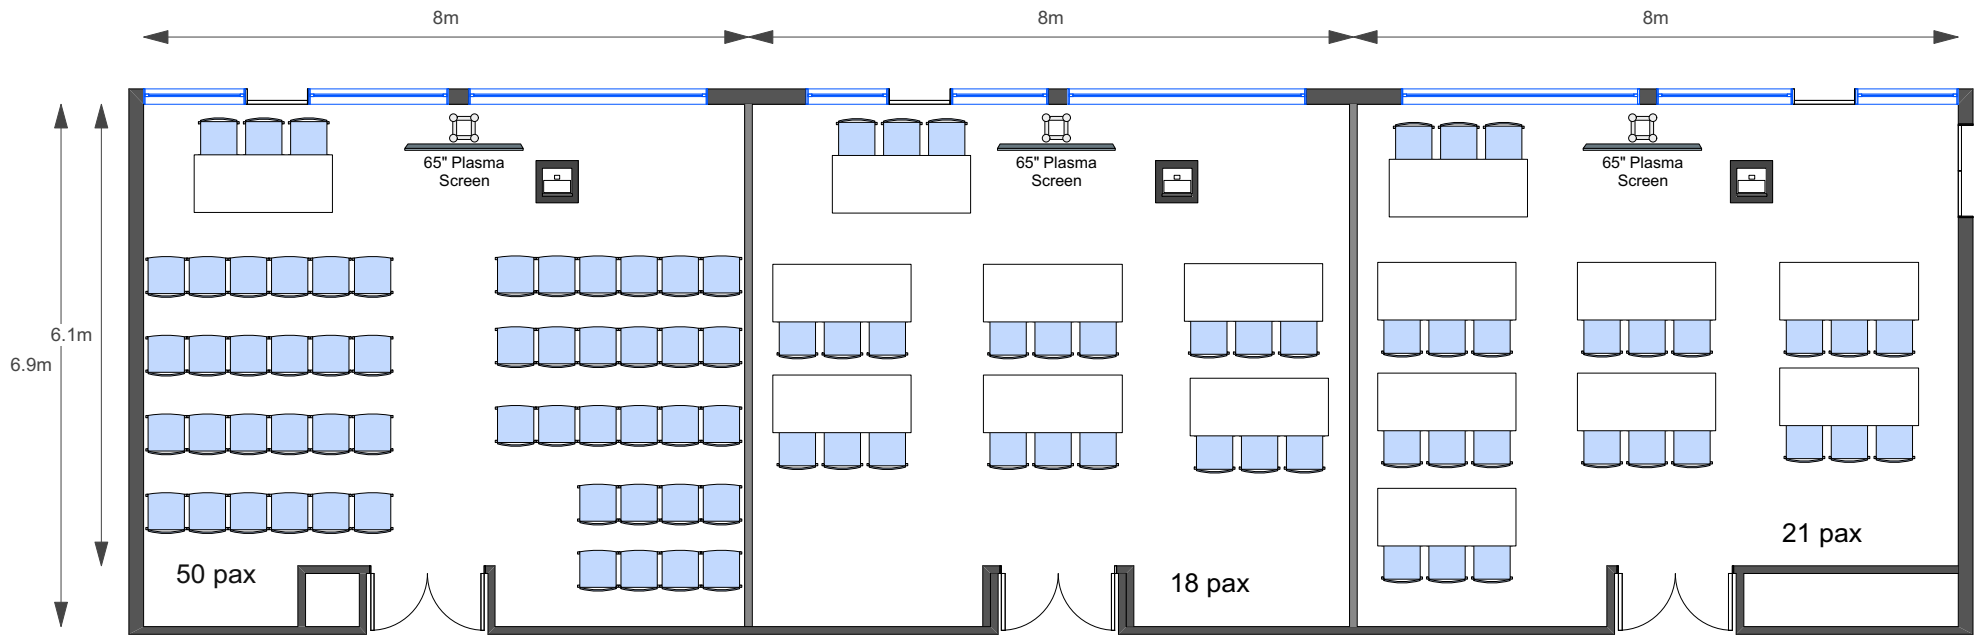 8m
8m
8m
65" Plasma
Screen
65" Plasma
Screen
65" Plasma
Screen
6.1m
6.9m
50 pax
18 pax
21 pax